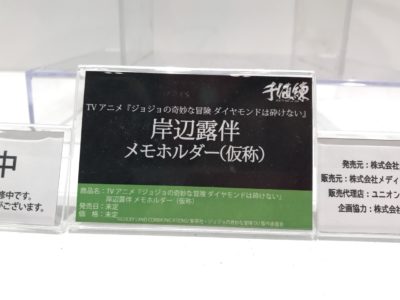 手値練
TVアニメ『ジョジョの奇妙な冒険 ダイヤモンドは砕けない』
岸辺露伴
メモホルダー(仮称)
商品名：TVアニメ『ジョジョの奇妙な冒険 ダイヤモンドは砕けない』
岸辺露伴 メモホルダー（仮称）
発売日：未定
価　格：未定
中
修中です。
ございます。
発売元：株式会社
販売元：株式会社メディ
販売代理店：ユニオン
企画協力：株式会社